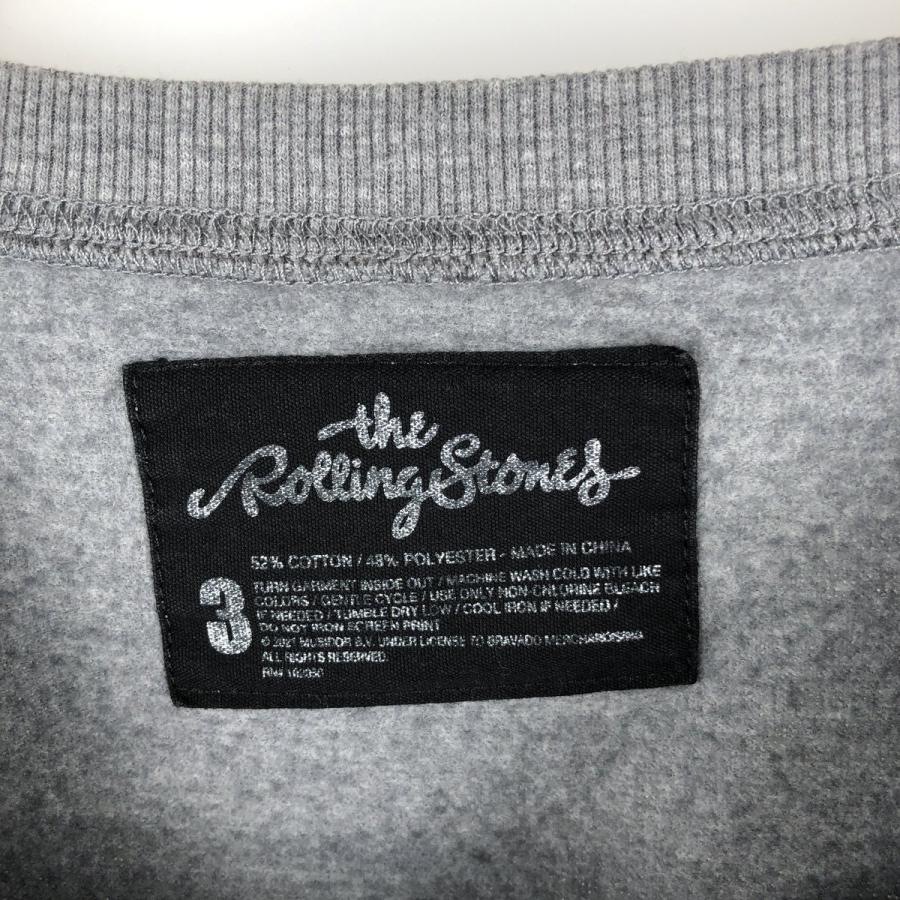 the
Rolling Stones
52% COTTON / 48% POLYESTER - MADE IN CHINA
3
TURN GARMENT INSIDE OUT / MACHINE WASH COLD WITH LIKE
COLORS / GENTLE CYCLE / USE ONLY NON-CHLORINE BLEACH
IF NEEDED / TUMBLE DRY LOW / COOL IRON IF NEEDED /
DO NOT IRON SCREEN PRINT
© 2021 MUSIDOR B.V. UNDER LICENSE TO BRAVADO MERCHANDISING
ALL RIGHTS RESERVED.
RN#